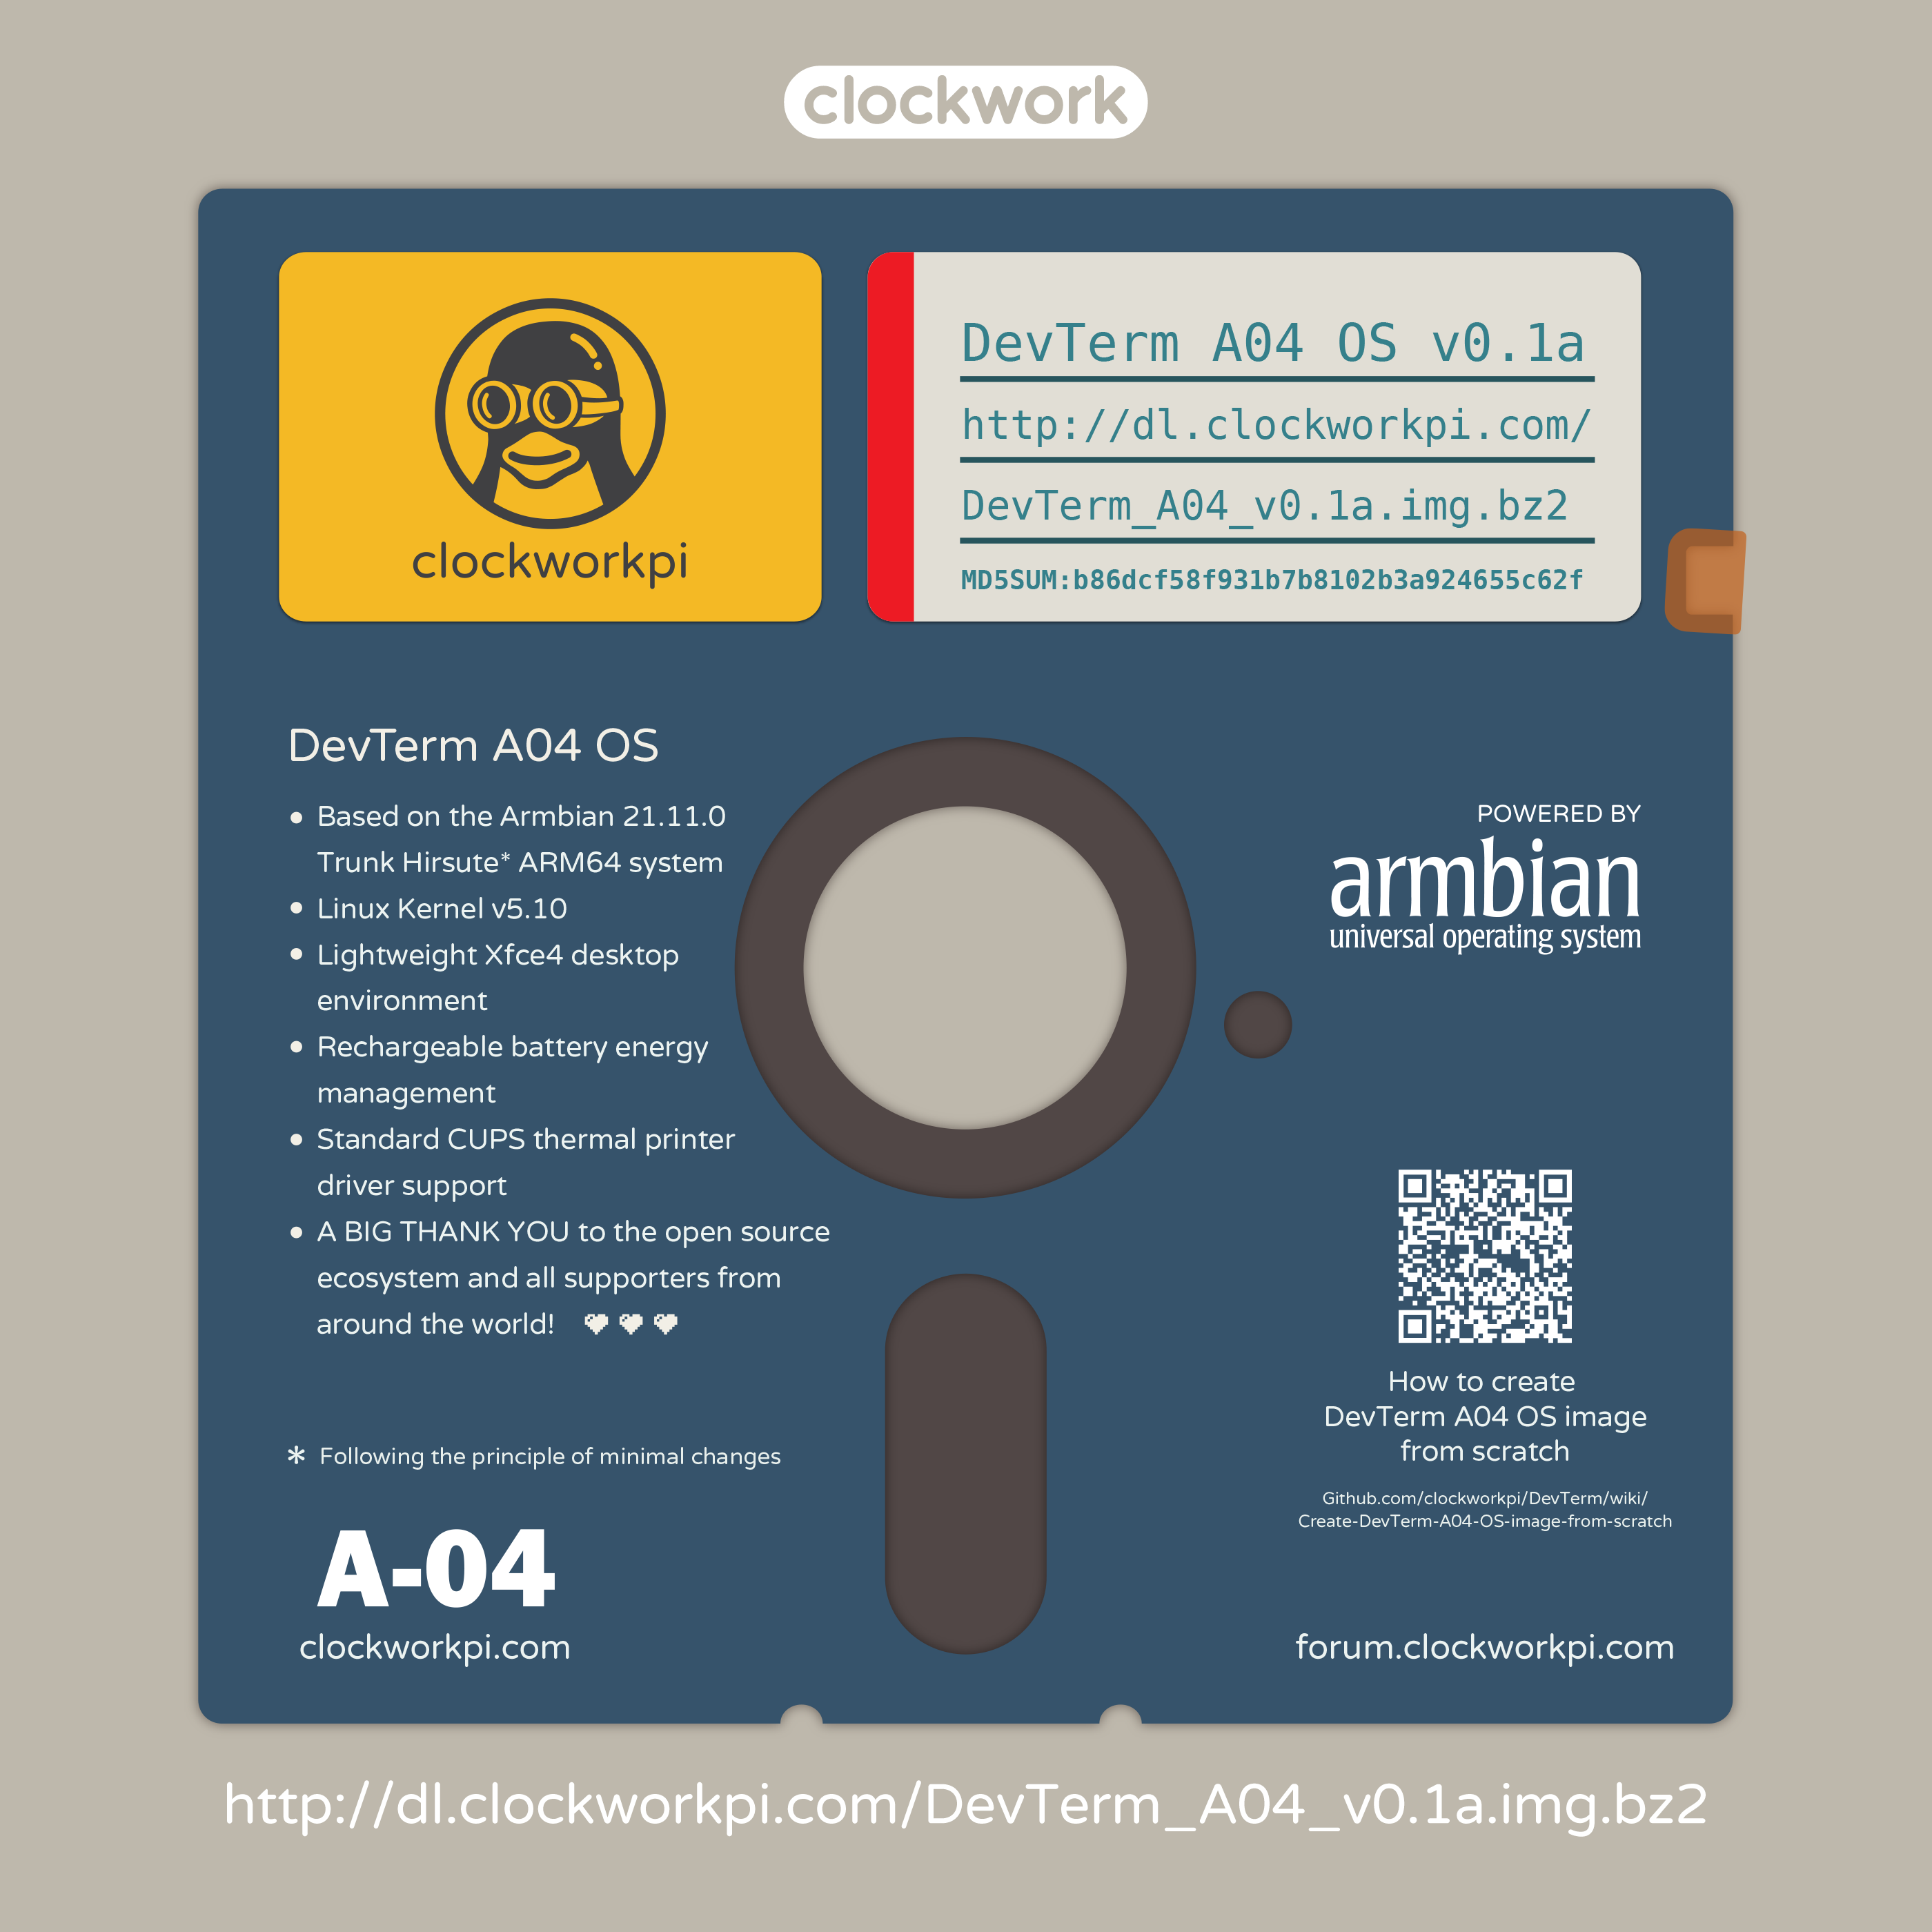 clockwork
clockworkpi
DevTerm A04 OS v0.1a
http://dl.clockworkpi.com/
DevTerm_A04_v0.1a.img.bz2
MD5SUM:b86dcf58f931b7b8102b3a924655c62f
DevTerm A04 OS
● Based on the Armbian 21.11.0
Trunk Hirsute* ARM64 system
● Linux Kernel v5.10
● Lightweight Xfce4 desktop
environment
● Rechargeable battery energy
management
● Standard CUPS thermal printer
driver support
● A BIG THANK YOU to the open source
ecosystem and all supporters from
around the world!
* Following the principle of minimal changes
A-04
clockworkpi.com
POWERED BY
armbian
universal operating system
How to create
DevTerm A04 OS image
from scratch
Github.com/clockworkpi/DevTerm/wiki/
Create-DevTerm-A04-OS-image-from-scratch
forum.clockworkpi.com
http://dl.clockworkpi.com/DevTerm_A04_v0.1a.img.bz2